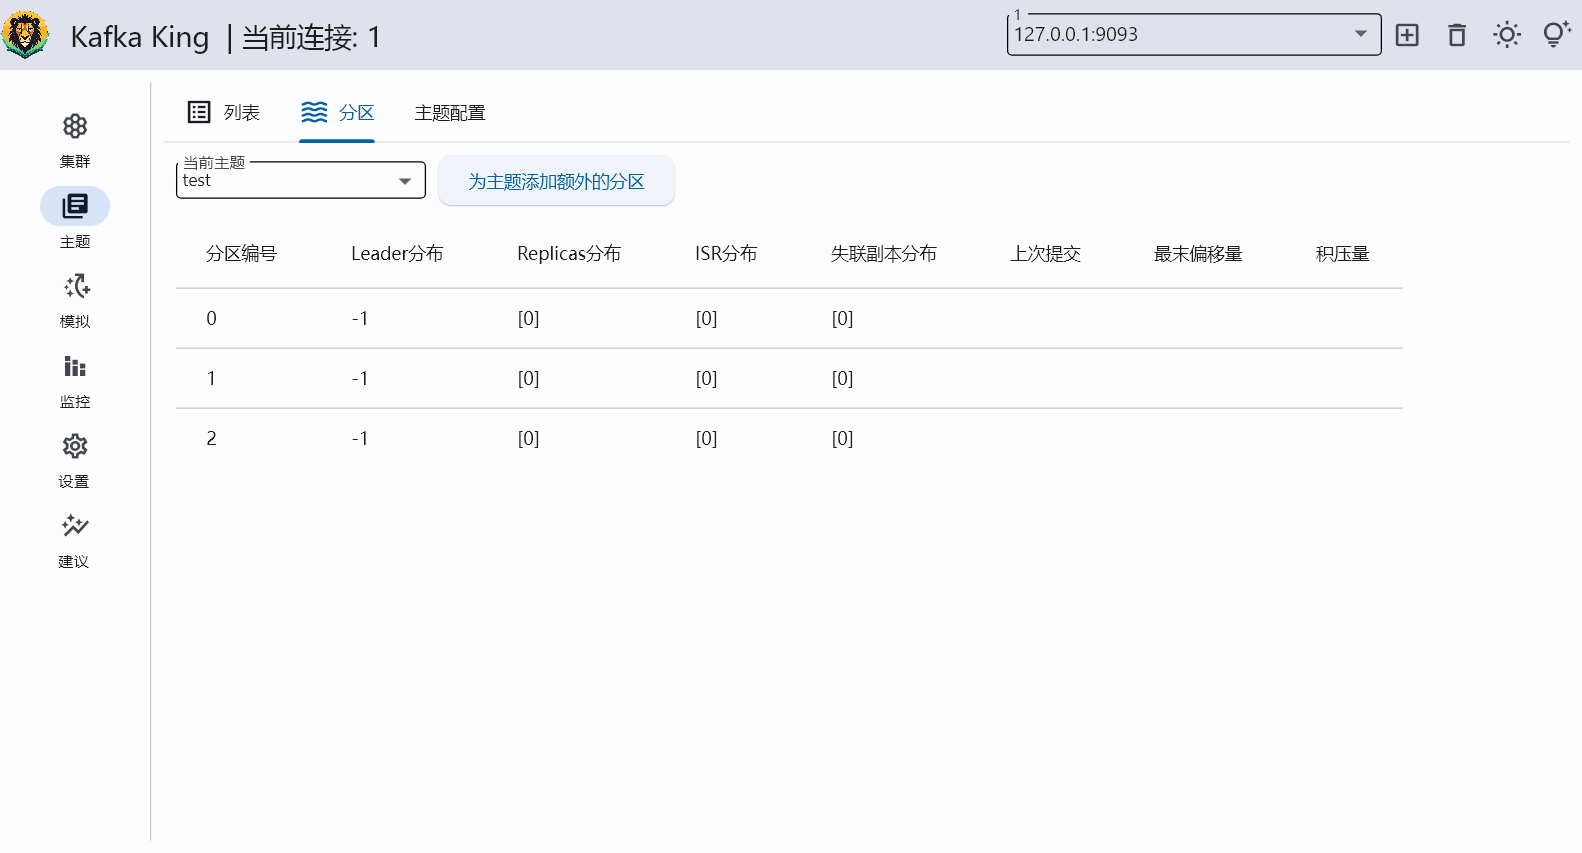 Kafka King | 当前连接: 1
1
127.0.0.1:9093
集群
主题
模拟
监控
设置
建议
列表 分区 主题配置
当前主题
test
为主题添加额外的分区
分区编号 Leader分布 Replicas分布 ISR分布 失联副本分布 上次提交 最末偏移量 积压量
0 -1 [0] [0] [0]
1 -1 [0] [0] [0]
2 -1 [0] [0] [0]